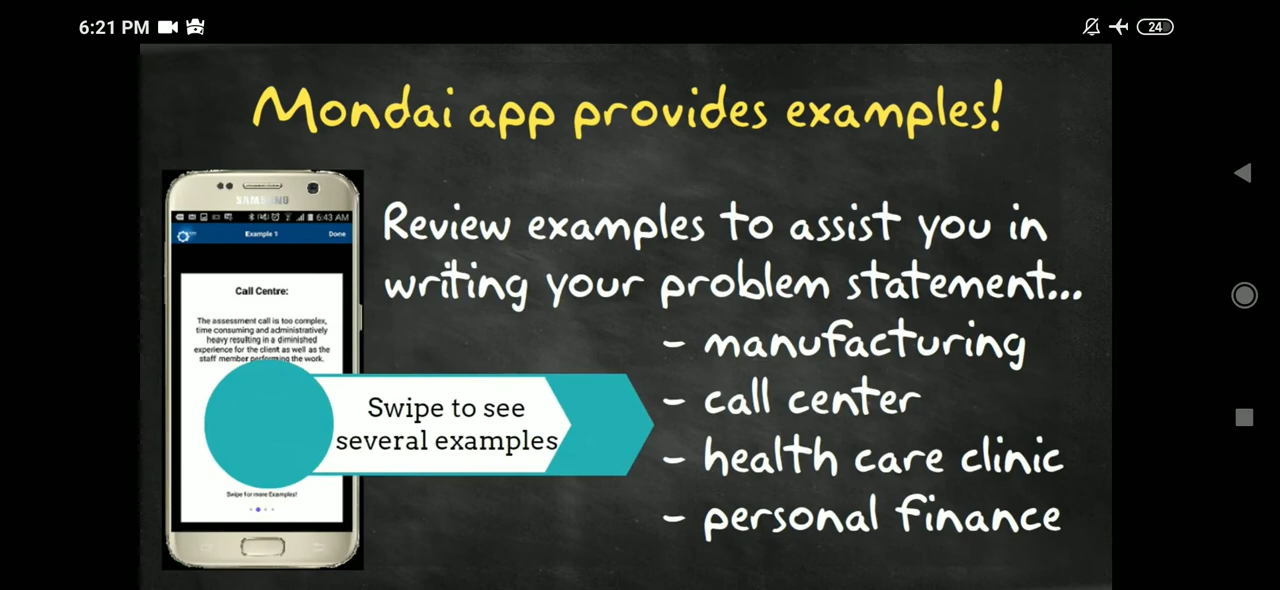 6:21 PM
24
Mondai app provides examples!
SAMSUNG
6:43 AM
Example 1
Done
Review examples to assist you in
writing your problem statement...
Call Centre:
The assessment call is too complex,
time consuming and administratively
heavy resulting in a diminished
experience for the client as well as the
staff member performing the work.
- manufacturing
- call center
- health care clinic
- personal finance
Swipe to see
several examples
Swipe for more Examples!